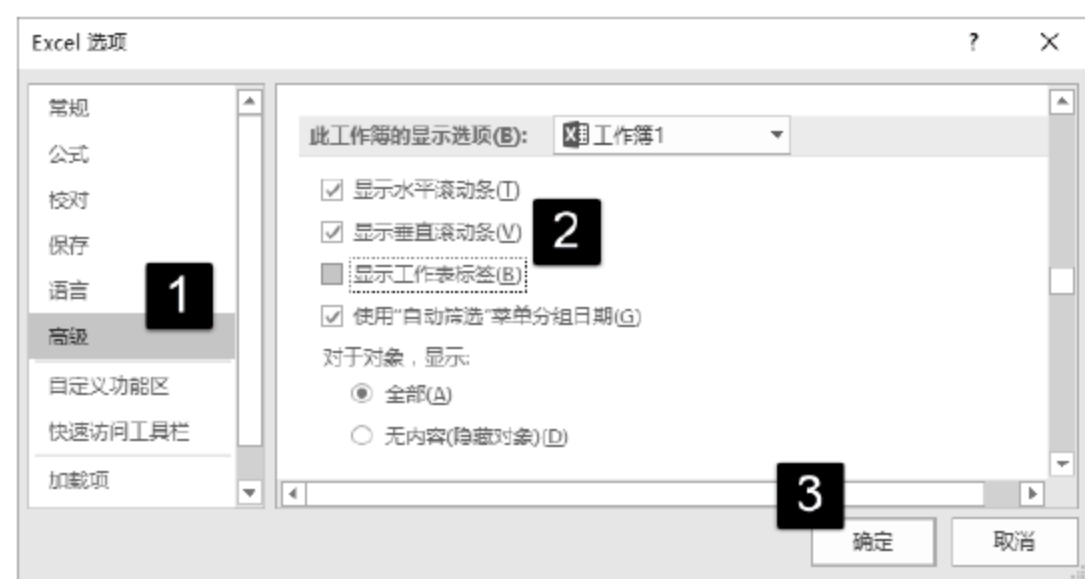 Excel 选项
?
常规
公式
校对
保存
语言
1
高级
自定义功能区
快速访问工具栏
加载项
此工作簿的显示选项(B):
工作簿1
显示水平滚动条(T)
显示垂直滚动条(V)
2
显示工作表标签(B)
使用“自动筛选”菜单分组日期(G)
对于对象，显示:
全部(A)
无内容(隐藏对象)(D)
3
确定
取消